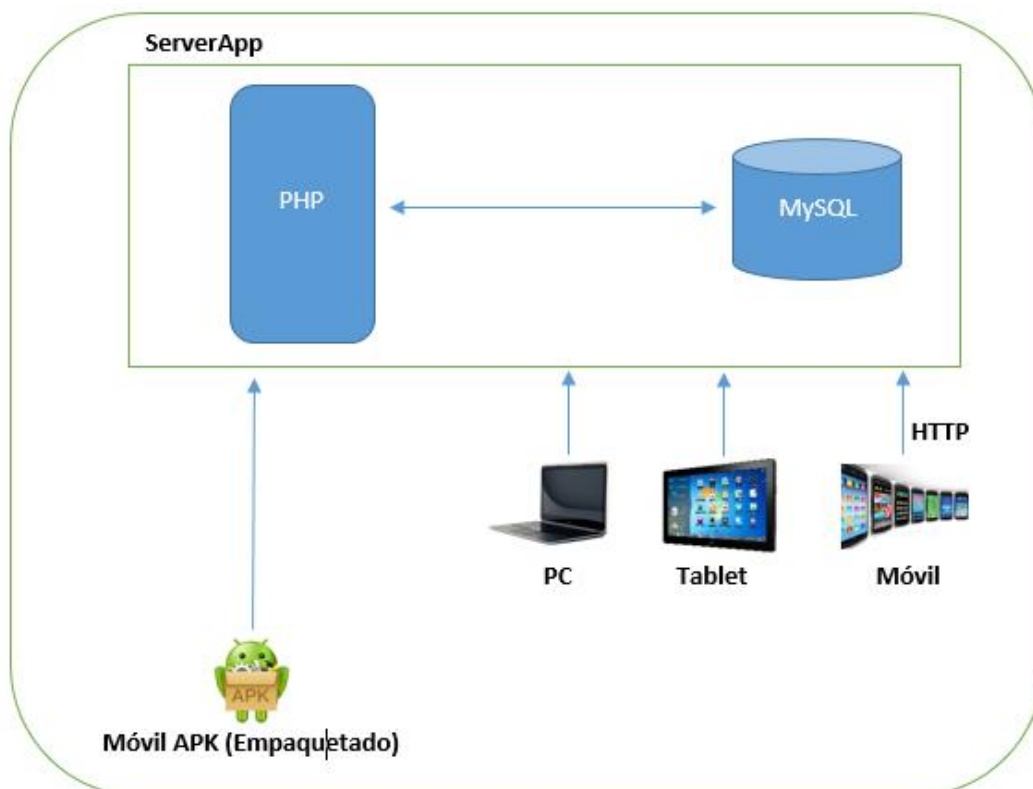 ServerApp
PHP
MySQL
HTTP
PC
Tablet
Móvil
APK
Móvil APK (Empaquetado)